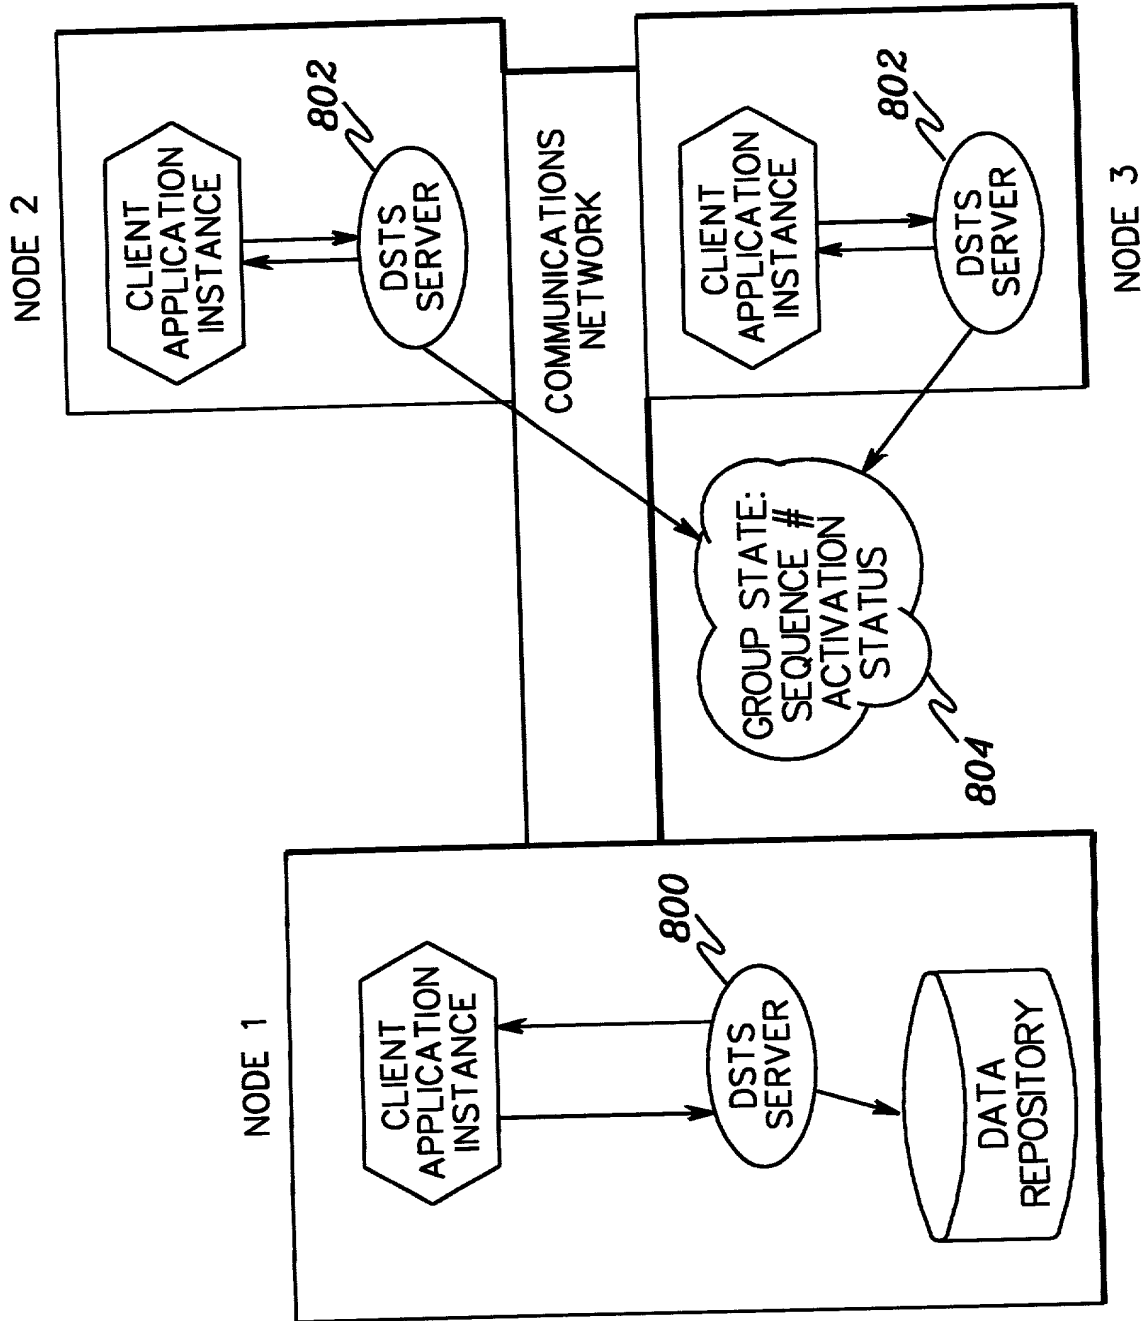 NODE 1
CLIENT
APPLICATION
INSTANCE
800
DSTS
SERVER
DATA
REPOSITORY
NODE 2
CLIENT
APPLICATION
INSTANCE
802
DSTS
SERVER
COMMUNICATIONS
NETWORK
GROUP STATE:
SEQUENCE #
ACTIVATION
STATUS
804
CLIENT
APPLICATION
INSTANCE
802
DSTS
SERVER
NODE 3